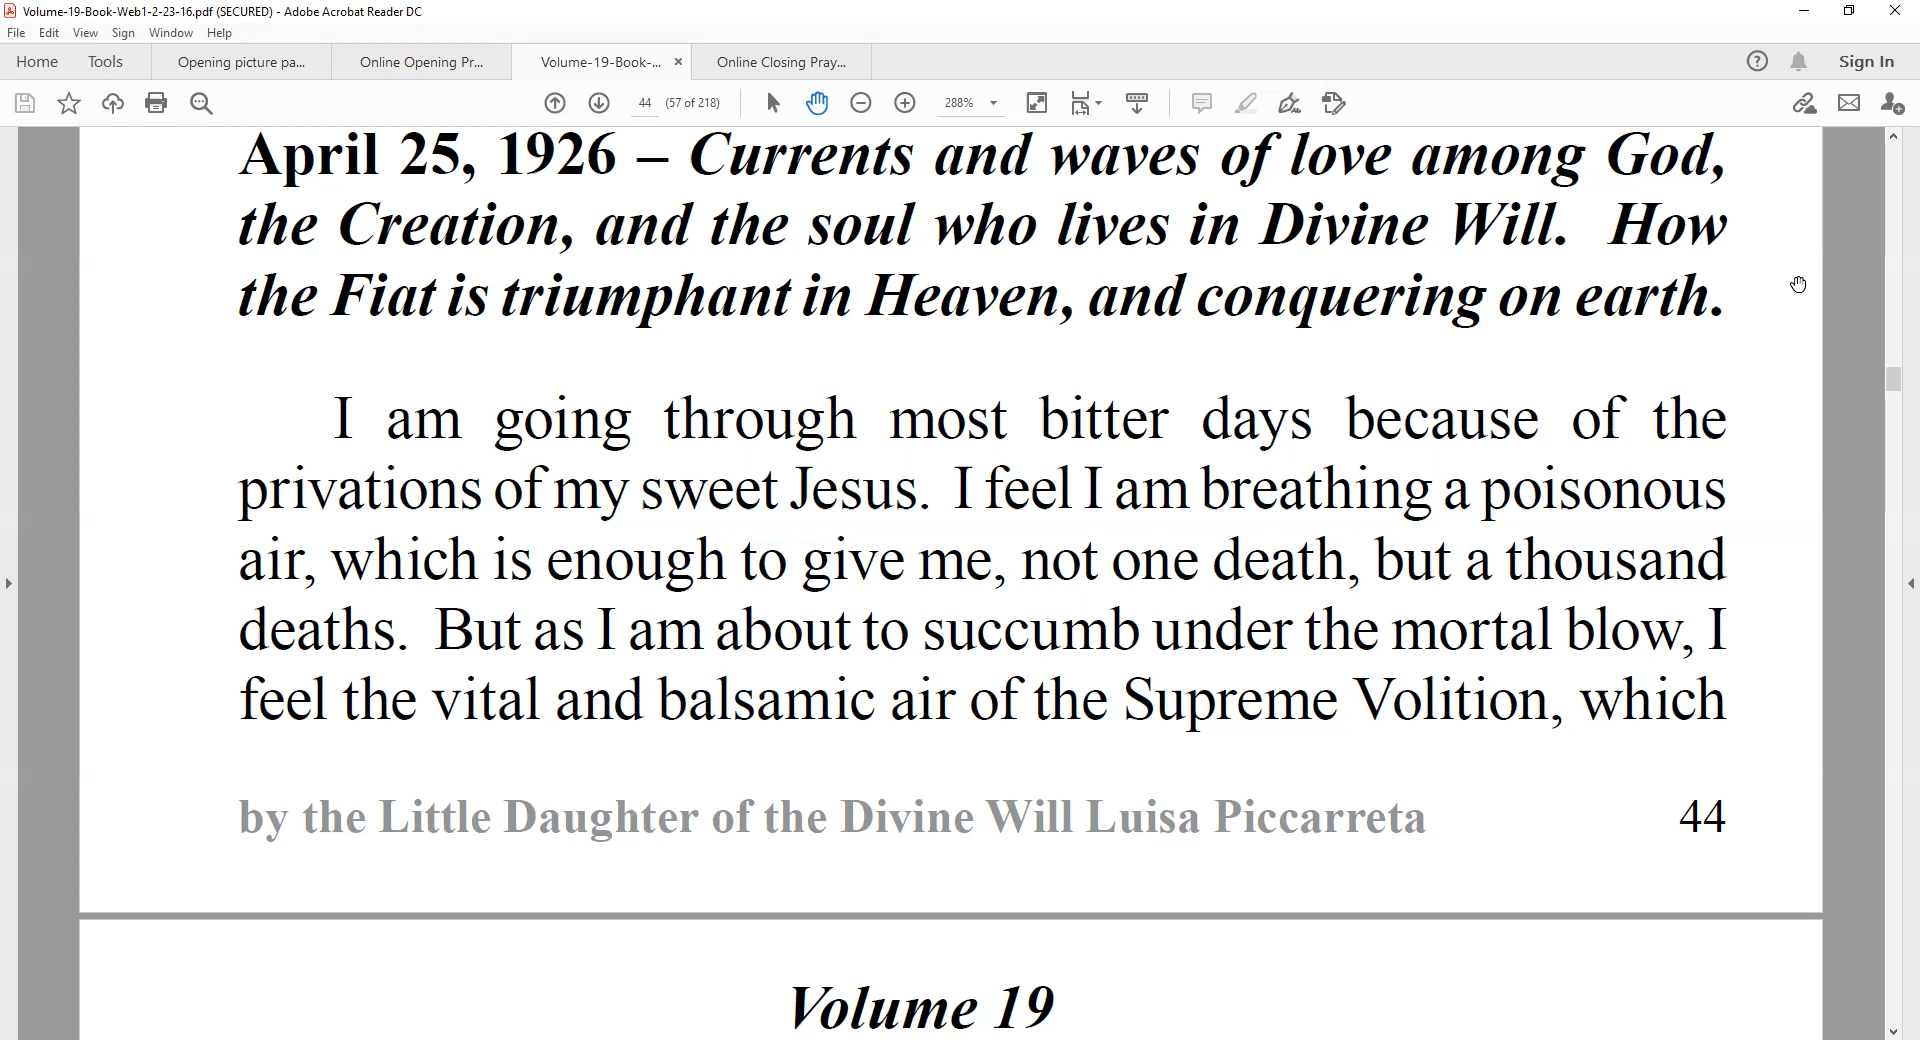 Volume-19-Book-Web1-2-23-16.pdf (SECURED) - Adobe Acrobat Reader DC
File Edit View Sign Window Help
Home Tools Opening picture pa... Online Opening Pr... Volume-19-Book-... × Online Closing Pray... Sign In
44 (57 of 218) 288%
April 25, 1926 – Currents and waves of love among God,
the Creation, and the soul who lives in Divine Will. How
the Fiat is triumphant in Heaven, and conquering on earth.
I am going through most bitter days because of the
privations of my sweet Jesus. I feel I am breathing a poisonous
air, which is enough to give me, not one death, but a thousand
deaths. But as I am about to succumb under the mortal blow, I
feel the vital and balsamic air of the Supreme Volition, which
by the Little Daughter of the Divine Will Luisa Piccarreta 44
Volume 19